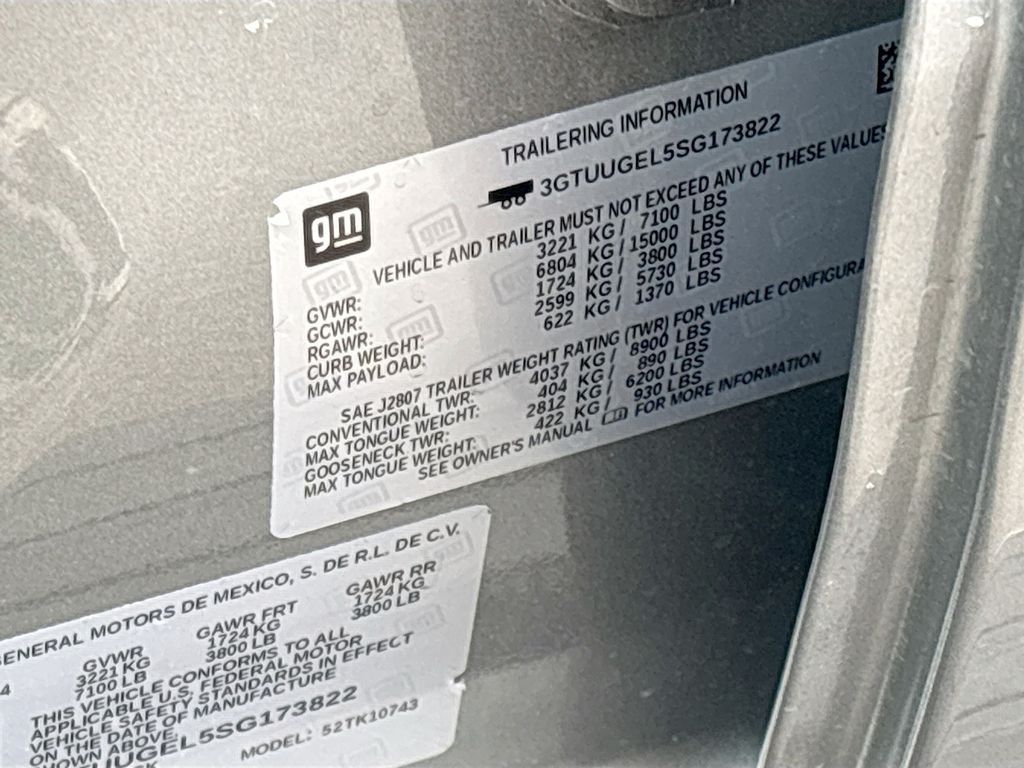 TRAILERING INFORMATION
3GTUUGEL5SG173822
gm
VEHICLE AND TRAILER MUST NOT EXCEED ANY OF THESE VALUES
GVWR: 3221 KG / 7100 LBS
GCWR: 6804 KG / 15000 LBS
RGAWR: 1724 KG / 3800 LBS
CURB WEIGHT: 2599 KG / 5730 LBS
MAX PAYLOAD: 622 KG / 1370 LBS
SAE J2807 TRAILER WEIGHT RATING (TWR) FOR VEHICLE CONFIGURA
CONVENTIONAL TWR: 4037 KG / 8900 LBS
MAX TONGUE WEIGHT: 404 KG / 890 LBS
GOOSENECK TWR: 2812 KG / 6200 LBS
MAX TONGUE WEIGHT: 422 KG / 930 LBS
SEE OWNER'S MANUAL FOR MORE INFORMATION
GENERAL MOTORS DE MEXICO, S. DE R.L. DE C.V.
GVWR GAWR FRT GAWR RR
4 3221 KG 1724 KG 1724 KG
7100 LB 3800 LB 3800 LB
THIS VEHICLE CONFORMS TO ALL
APPLICABLE U.S. FEDERAL MOTOR
VEHICLE SAFETY STANDARDS IN EFFECT
ON THE DATE OF MANUFACTURE
SHOWN ABOVE.
UUGEL5SG173822
MODEL: 52TK10743